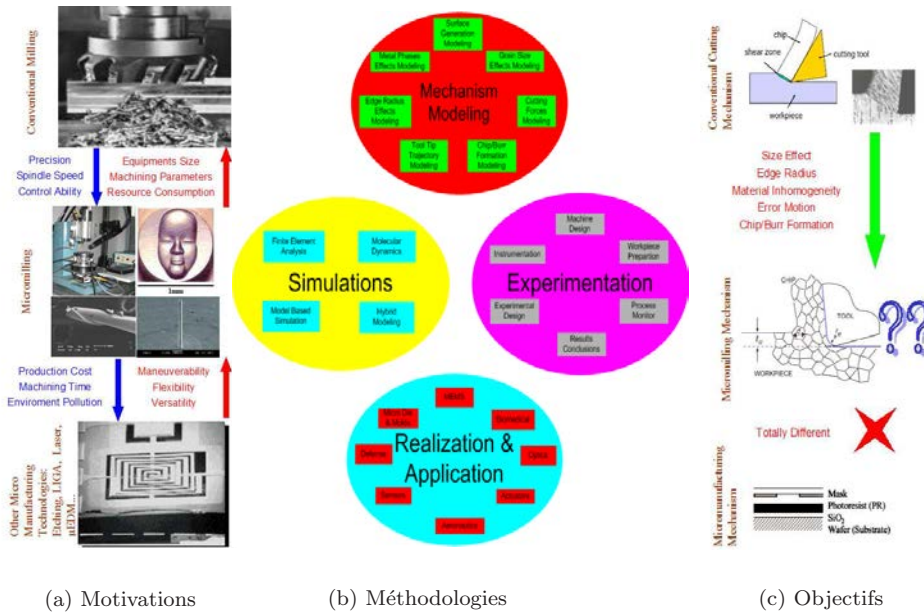 Conventional Milling
Precision
Spindle Speed
Control Ability
Equipments Size
Machining Parameters
Resource Consumption
Micromilling
1mm
Production Cost
Machining Time
Enviroment Pollution
Maneuverability
Flexibility
Versatility
Other Micro
Manufacturing
Technologies:
Etching, LIGA, Laser,
uEDM...
(a) Motivations
Surface
Generation
Modeling
Metal Phases
Effects Modeling
Grain Size
Effects Modeling
Mechanism
Modeling
Edge Radius
Effects
Modeling
Cutting
Forces
Modeling
Tool Tip
Trajectory
Modeling
Chip/Burr
Formation
Modeling
Finite Element
Analysis
Molecular
Dynamics
Simulations
Model Based
Simulation
Hybrid
Modeling
Machine
Design
Instrumentation
Workpiece
Prepartion
Experimentation
Experimental
Design
Process
Monitor
Results
Conclusions
MEMS
Micro Die
& Molds
Biomedical
Realization &
Application
Defense
Optics
Sensors
Actuators
(b) Méthodologies
Conventional Cutting
Mechanism
chip
shear zone
cutting tool
workpiece
Size Effect
Edge Radius
Material Inhomogeneity
Error Motion
Chip/Burr Formation
Micromilling Mechanism
CHIP
TOOL
WORKPIECE
??
Totally Different
Micromanufacturing
Mechanism
Mask
Photoresist (PR)
SiO2
Wafer (Substrate)
(c) Objectifs